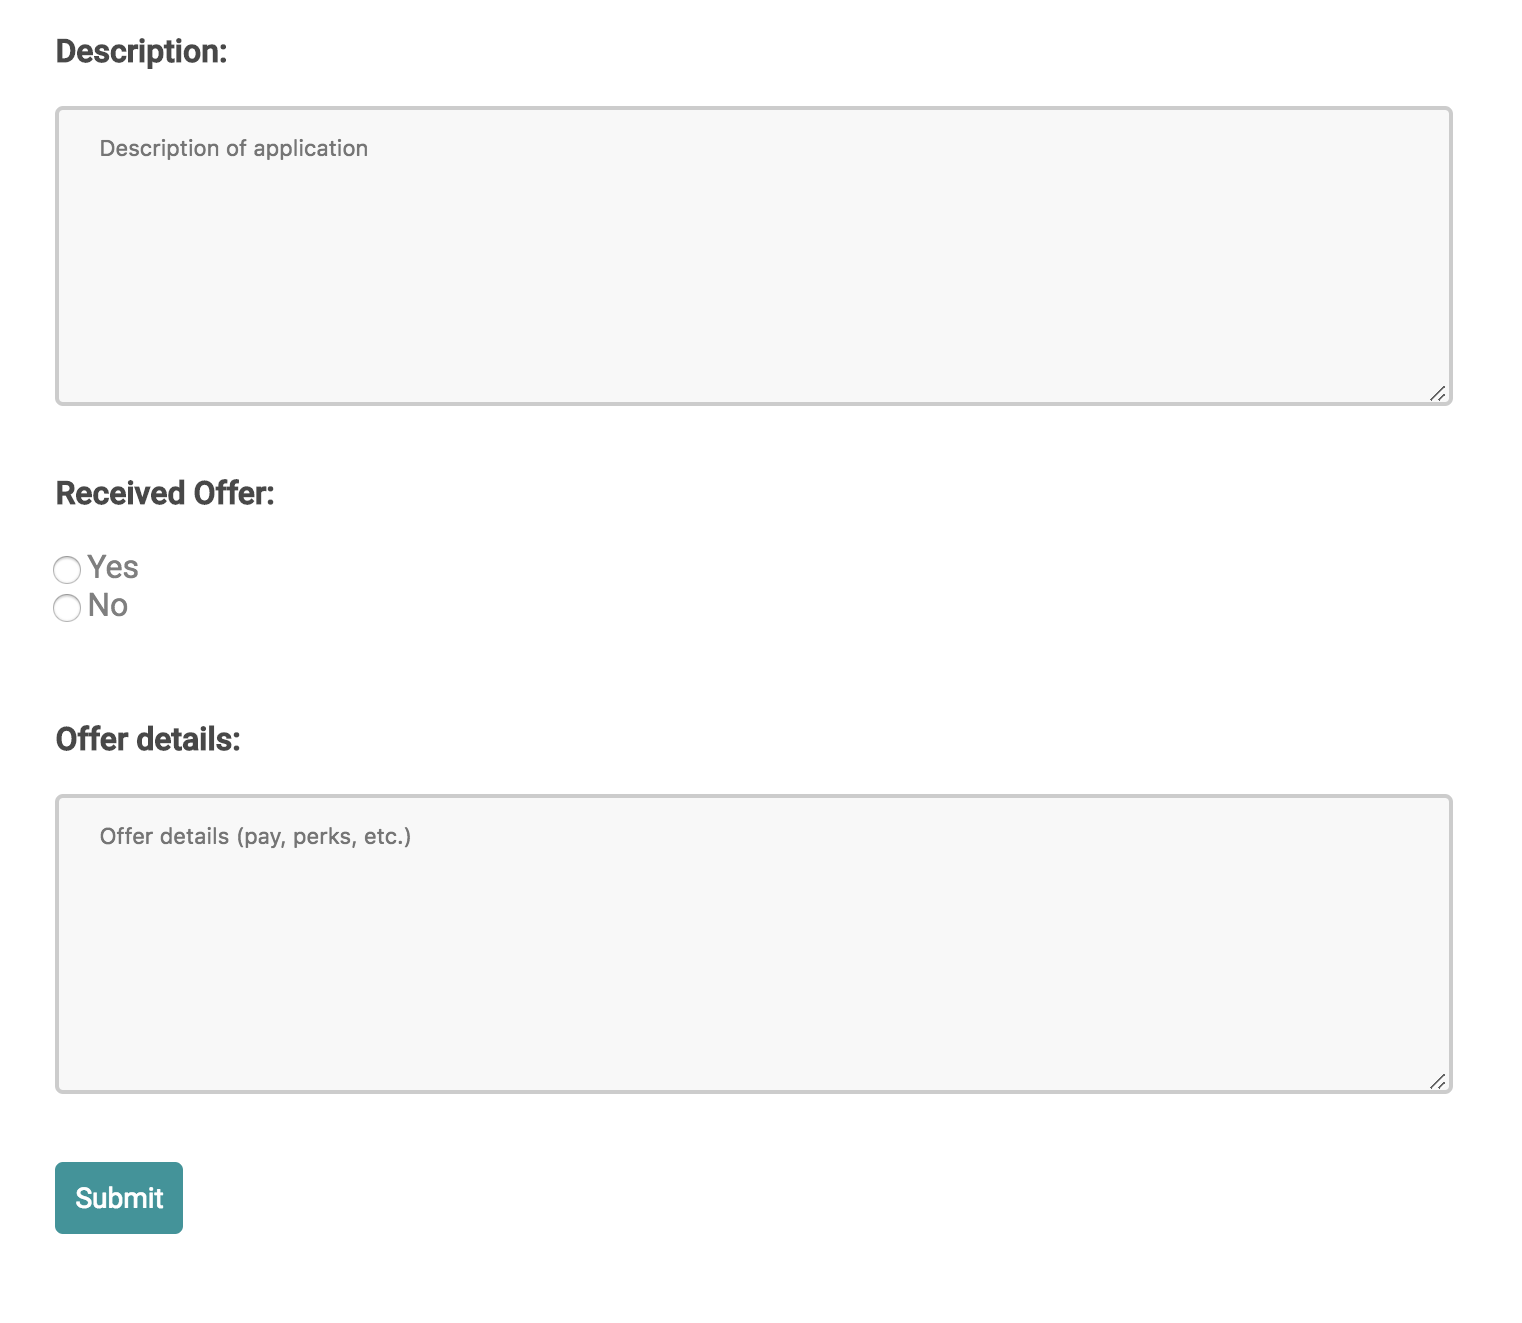 Description:
Description of application
Received Offer:
Yes
No
Offer details:
Offer details (pay, perks, etc.)
Submit